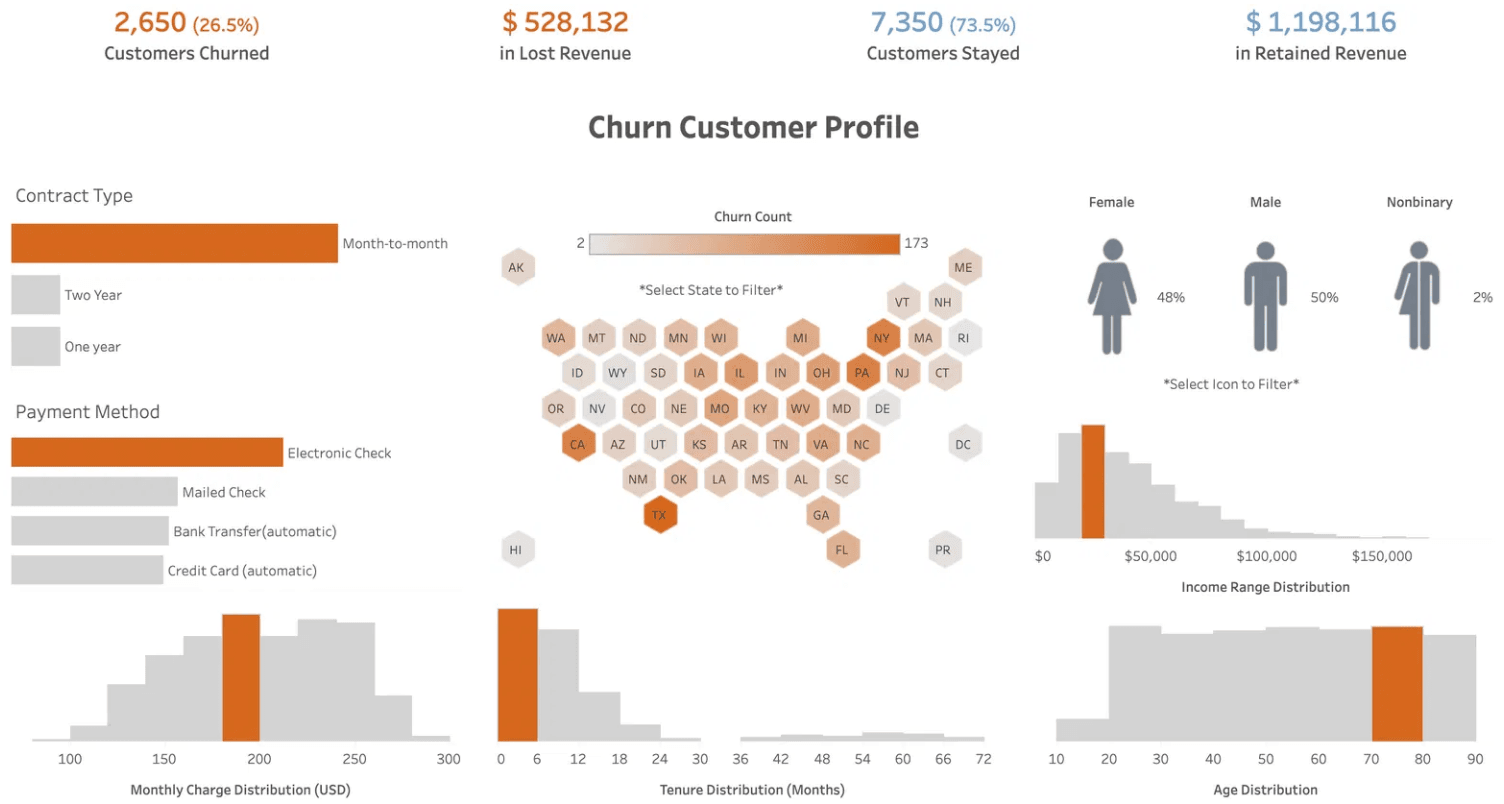 2,650 (26.5%)
Customers Churned
$ 528,132
in Lost Revenue
7,350 (73.5%)
Customers Stayed
$ 1,198,116
in Retained Revenue
Churn Customer Profile
Contract Type
Month-to-month
Two Year
One year
Payment Method
Electronic Check
Mailed Check
Bank Transfer(automatic)
Credit Card (automatic)
100 150 200 250 300
Monthly Charge Distribution (USD)
Churn Count
2 173
*Select State to Filter*
AK ME
VT NH
WA MT ND MN WI MI NY MA RI
ID WY SD IA IL IN OH PA NJ CT
OR NV CO NE MO KY WV MD DE
CA AZ UT KS AR TN VA NC DC
NM OK LA MS AL SC
TX GA
HI FL PR
0 6 12 18 24 30 36 42 48 54 60 66 72
Tenure Distribution (Months)
Female Male Nonbinary
48% 50% 2%
*Select Icon to Filter*
$0 $50,000 $100,000 $150,000
Income Range Distribution
10 20 30 40 50 60 70 80 90
Age Distribution